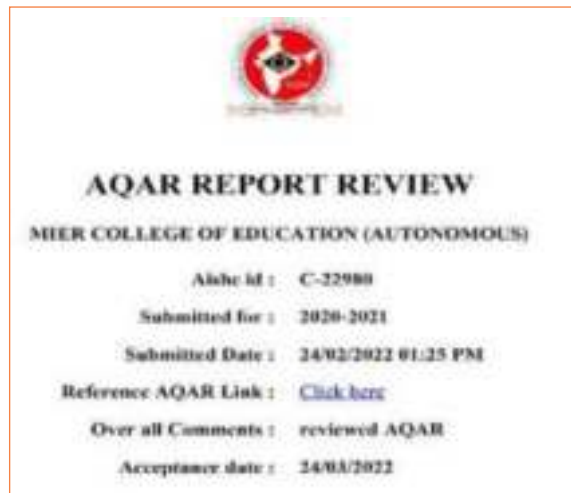 AQAR REPORT REVIEW
MIER COLLEGE OF EDUCATION (AUTONOMOUS)
Aishe id : C-22980
Submitted for : 2020-2021
Submitted Date : 24/02/2022 01:25 PM
Reference AQAR Link : Click here
Over all Comments : reviewed AQAR
Acceptance date : 24/03/2022